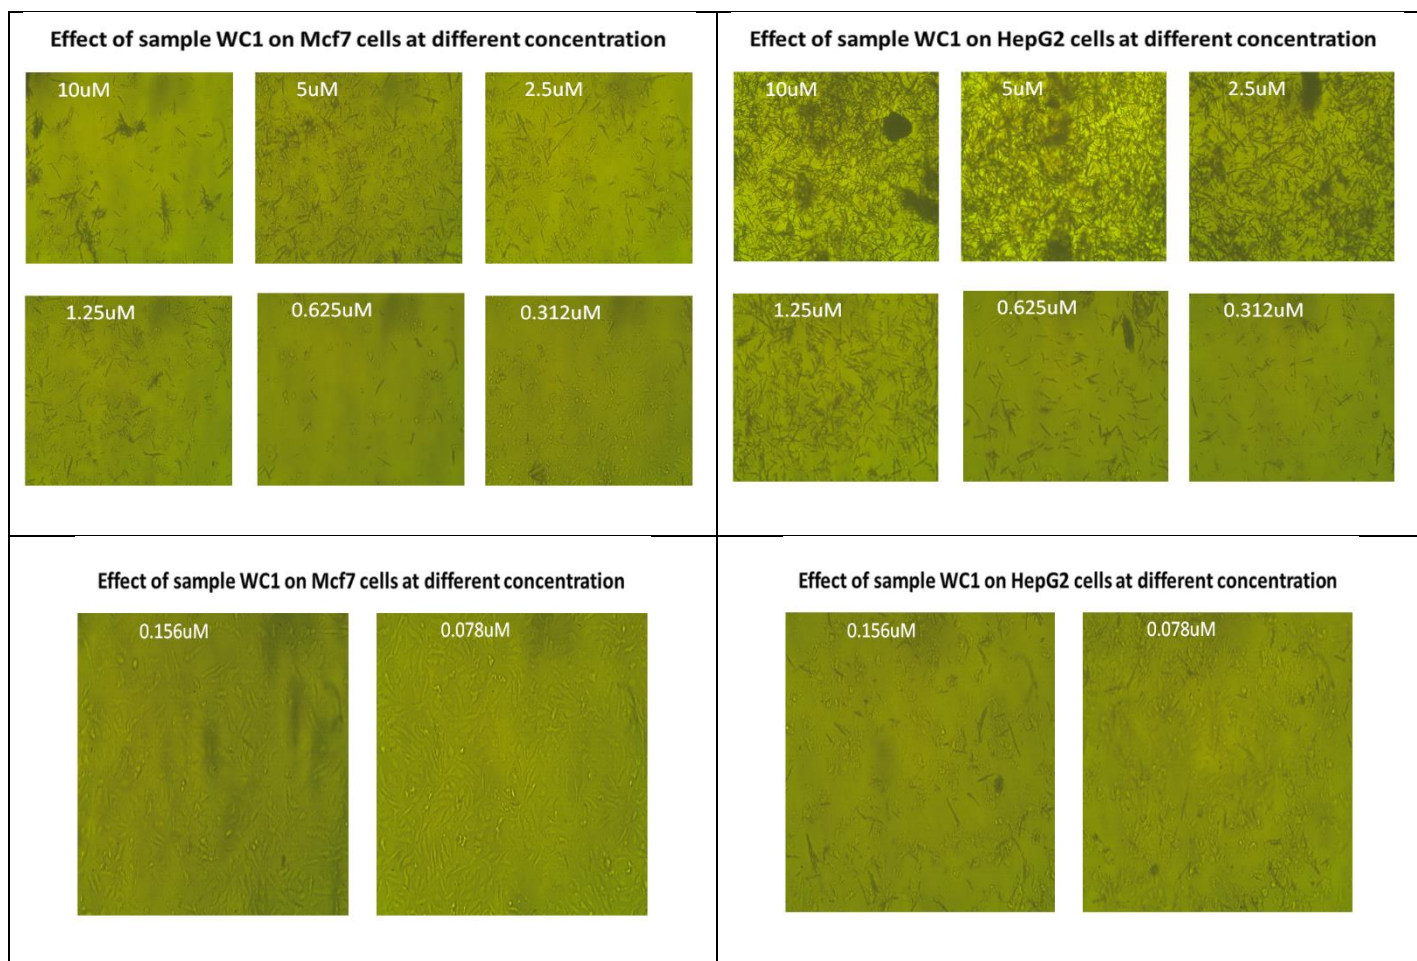 Effect of sample WC1 on Mcf7 cells at different concentration
10uM
5uM
2.5uM
1.25uM
0.625uM
0.312uM
Effect of sample WC1 on HepG2 cells at different concentration
10uM
5uM
2.5uM
1.25uM
0.625uM
0.312uM
Effect of sample WC1 on Mcf7 cells at different concentration
0.156uM
0.078uM
Effect of sample WC1 on HepG2 cells at different concentration
0.156uM
0.078uM